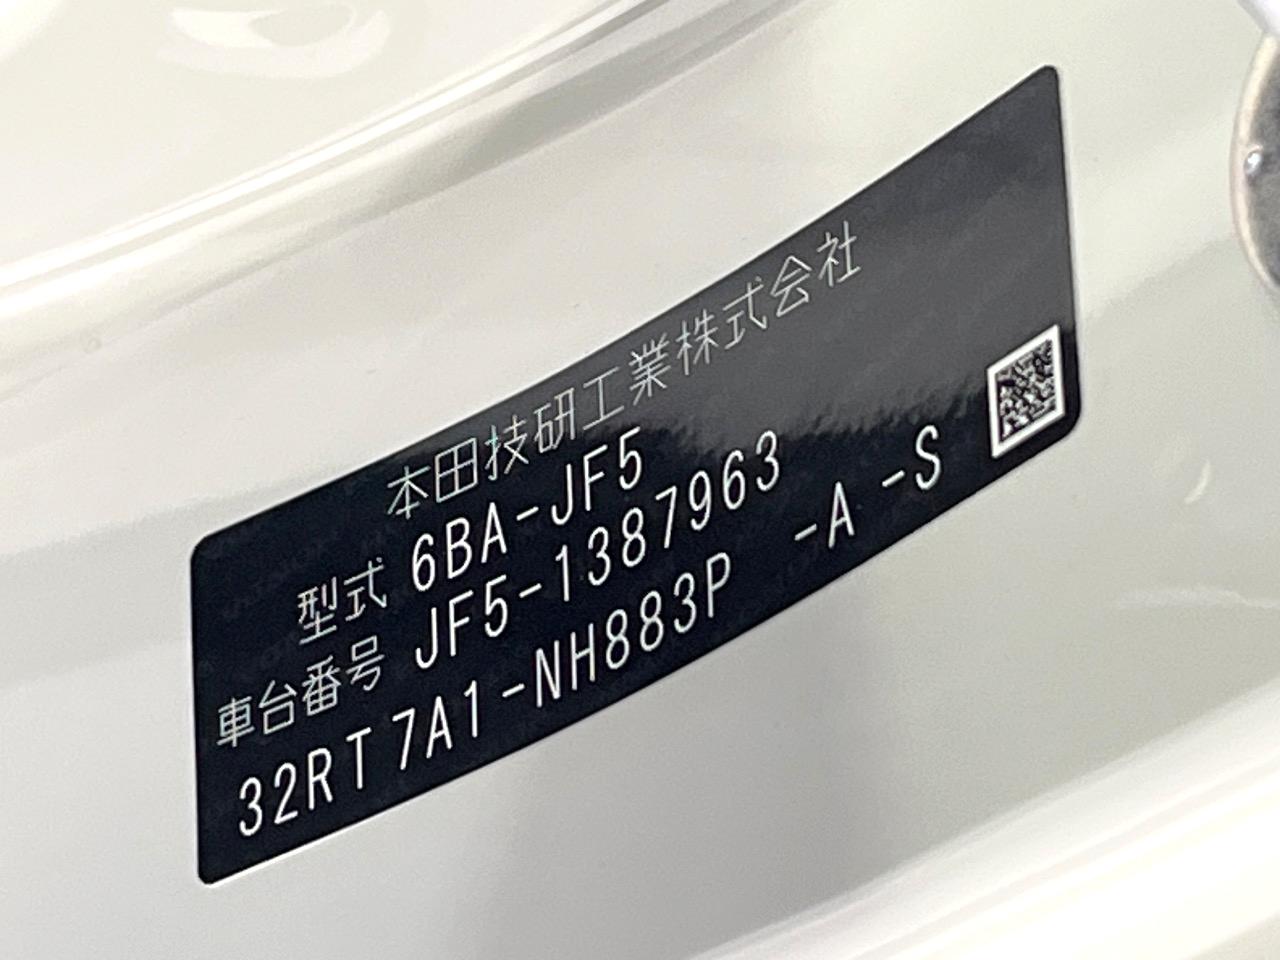 本田技研工業株式会社
型式 6BA-JF5
車台番号 JF5-1387963
32RT7A1-NH883P -A -S